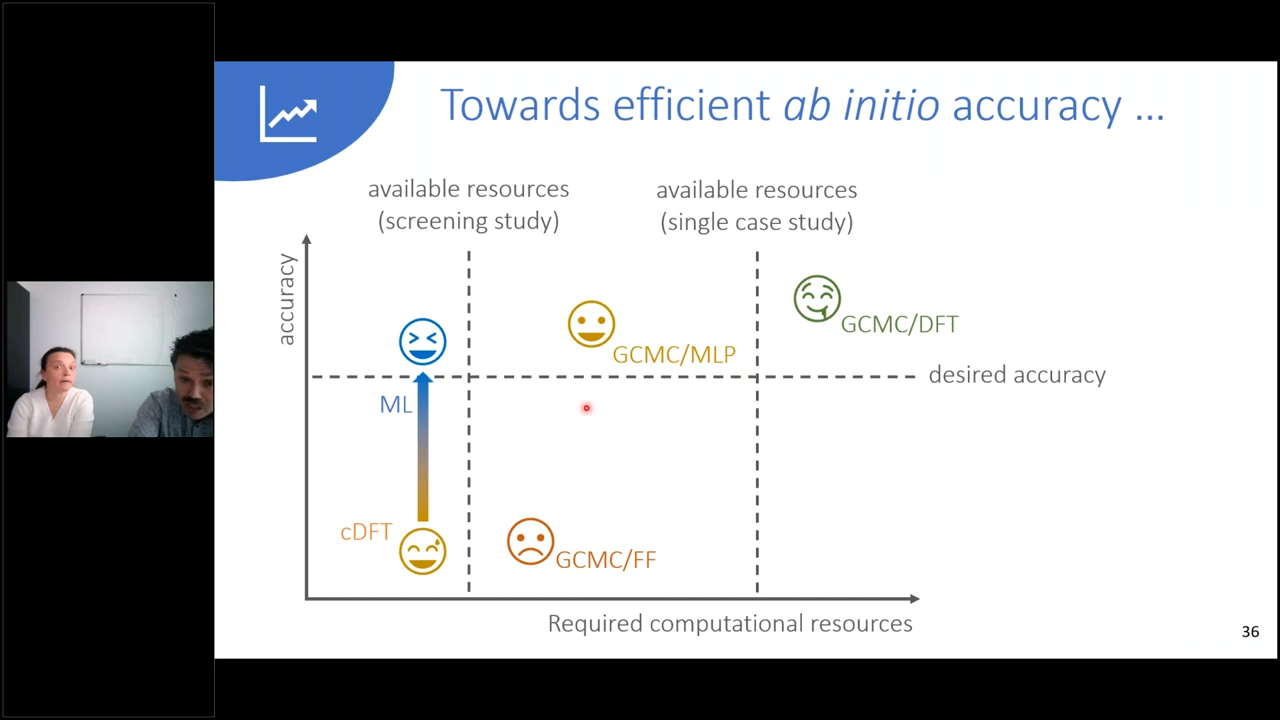 Towards efficient ab initio accuracy ...
available resources
(screening study)
available resources
(single case study)
accuracy
GCMC/DFT
GCMC/MLP
desired accuracy
ML
cDFT
GCMC/FF
Required computational resources
36